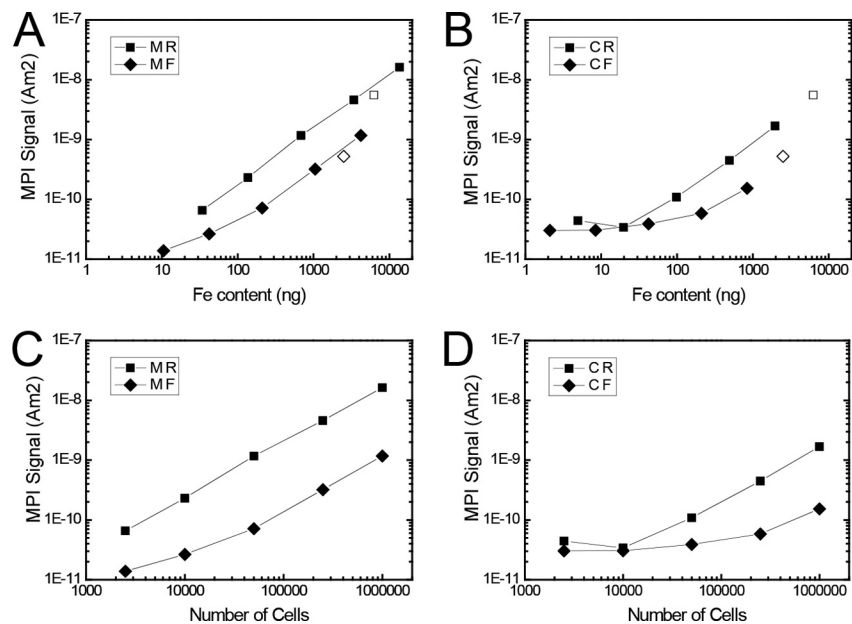 A
MR
MF
MPI Signal (Am2)
1E-7
1E-8
1E-9
1E-10
1E-11
1 10 100 1000 10000
Fe content (ng)
B
CR
CF
MPI Signal (Am2)
1E-7
1E-8
1E-9
1E-10
1E-11
1 10 100 1000 10000
Fe content (ng)
C
MR
MF
MPI Signal (Am2)
1E-7
1E-8
1E-9
1E-10
1E-11
1000 10000 100000 1000000
Number of Cells
D
CR
CF
MPI Signal (Am2)
1E-7
1E-8
1E-9
1E-10
1E-11
1000 10000 100000 1000000
Number of Cells